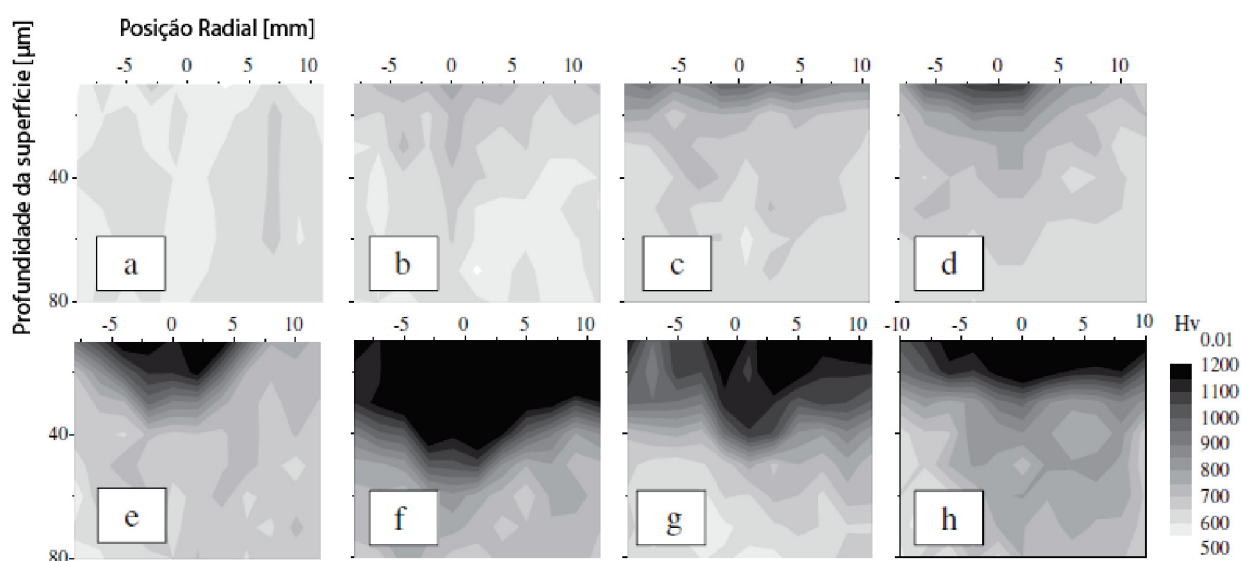 Posição Radial [mm]
Profundidade da superfície [µm]
-5 0 5 10
-5 0 5 10
-5 0 5 10
-5 0 5 10
40
80
a
b
c
d
-5 0 5 10
-5 0 5 10
-5 0 5 10
-10 -5 0 5 10
40
80
e
f
g
h
Hv
0.01
1200
1100
1000
900
800
700
600
500